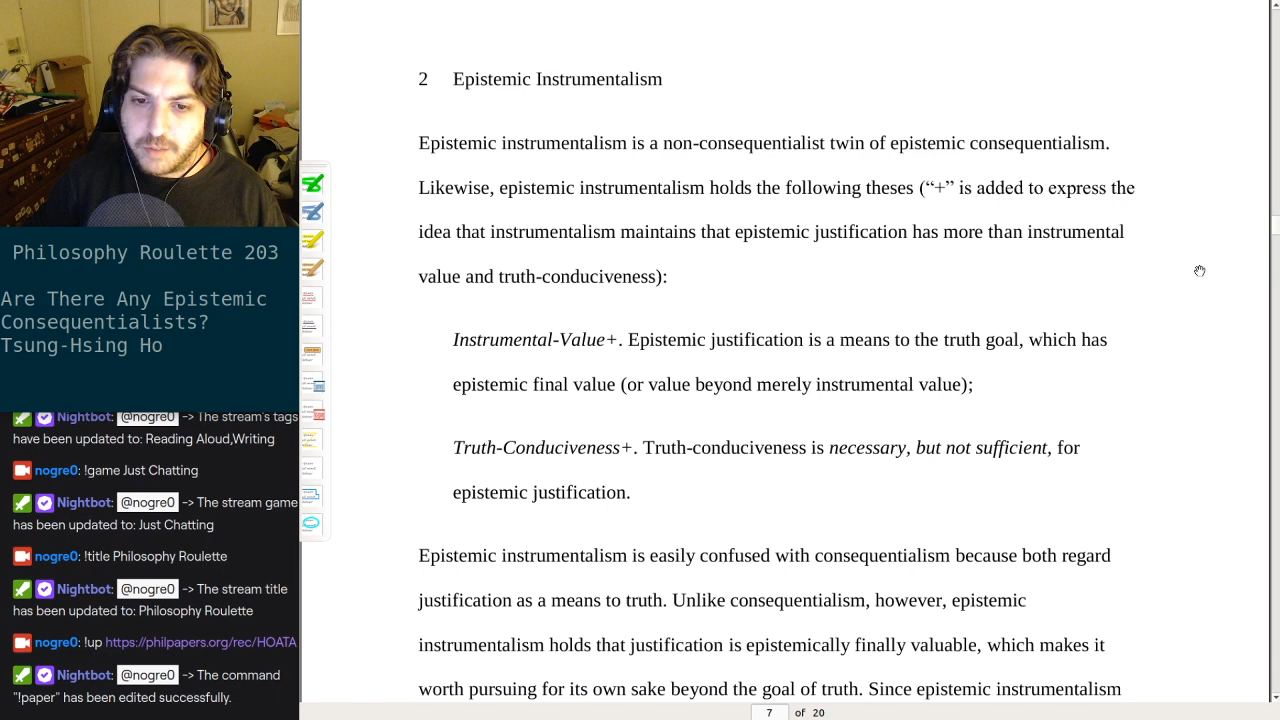 Philosophy Roulette 203
Are There Any Epistemic
Consequentialists?
Tsung-Hsing Ho
Nightbot: @nogre0 -> The stream's tags
have been updated to: Reading Aloud,Writing
nogre0: !game Just Chatting
Nightbot: @nogre0 -> The stream game
has been updated to: Just Chatting
nogre0: !title Philosophy Roulette
Nightbot: @nogre0 -> The stream title
has been updated to: Philosophy Roulette
nogre0: !up https://philpapers.org/rec/HOATA
Nightbot: @nogre0 -> The command
"!paper" has been edited successfully.
2 Epistemic Instrumentalism
Epistemic instrumentalism is a non-consequentialist twin of epistemic consequentialism.
Likewise, epistemic instrumentalism holds the following theses (“+” is added to express the
idea that instrumentalism maintains that epistemic justification has more than instrumental
value and truth-conduciveness):
Instrumental-Value+. Epistemic justification is a means to the truth goal, which has
epistemic final value (or value beyond merely instrumental value);
Truth-Conduciveness+. Truth-conduciveness is necessary, but not sufficient, for
epistemic justification.
Epistemic instrumentalism is easily confused with consequentialism because both regard
justification as a means to truth. Unlike consequentialism, however, epistemic
instrumentalism holds that justification is epistemically finally valuable, which makes it
worth pursuing for its own sake beyond the goal of truth. Since epistemic instrumentalism
7 of 20